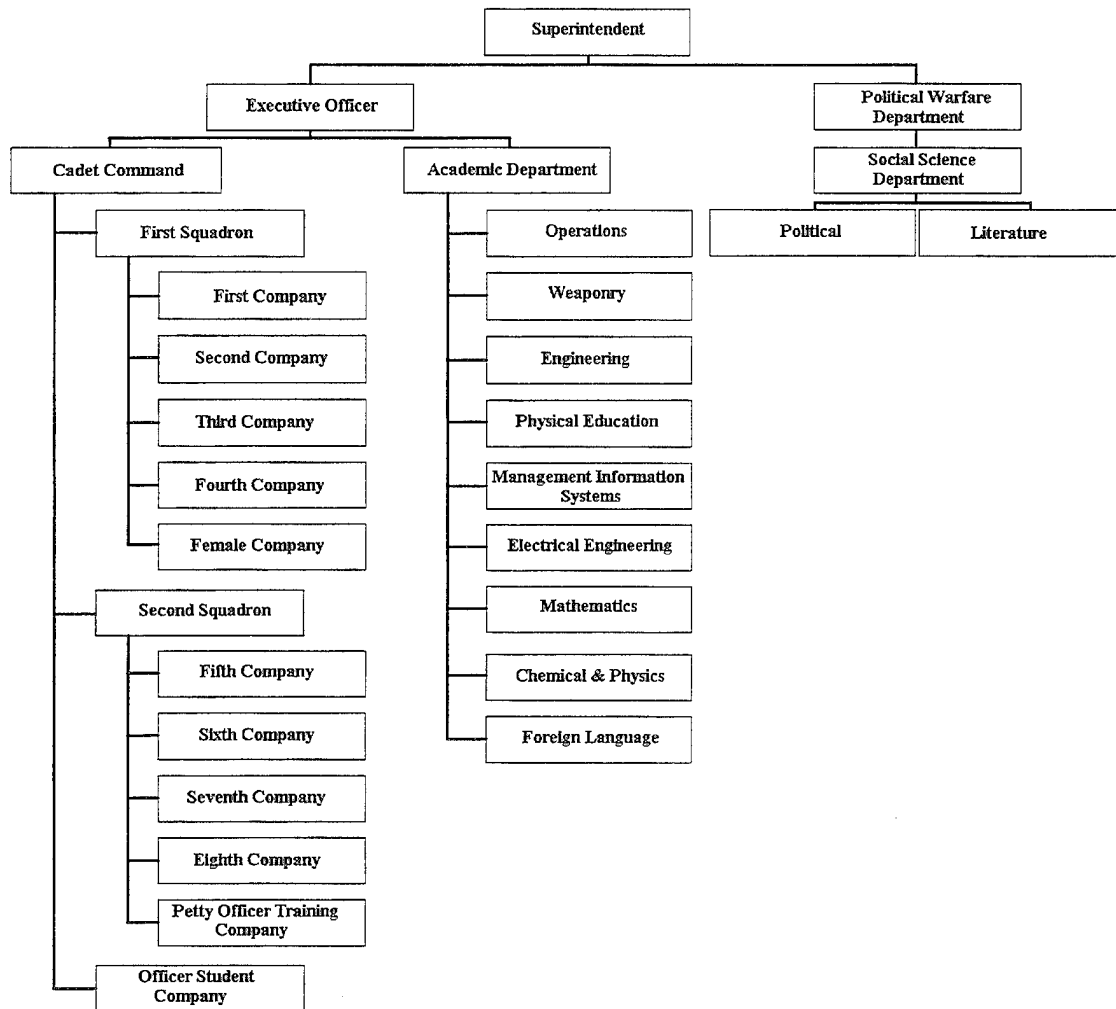 Superintendent
Executive Officer
Political Warfare
Department
Cadet Command
Academic Department
Social Science
Department
First Squadron
Operations
Political
Literature
First Company
Weaponry
Second Company
Engineering
Third Company
Physical Education
Fourth Company
Management Information
Systems
Female Company
Electrical Engineering
Second Squadron
Mathematics
Fifth Company
Chemical & Physics
Sixth Company
Foreign Language
Seventh Company
Eighth Company
Petty Officer Training
Company
Officer Student
Company